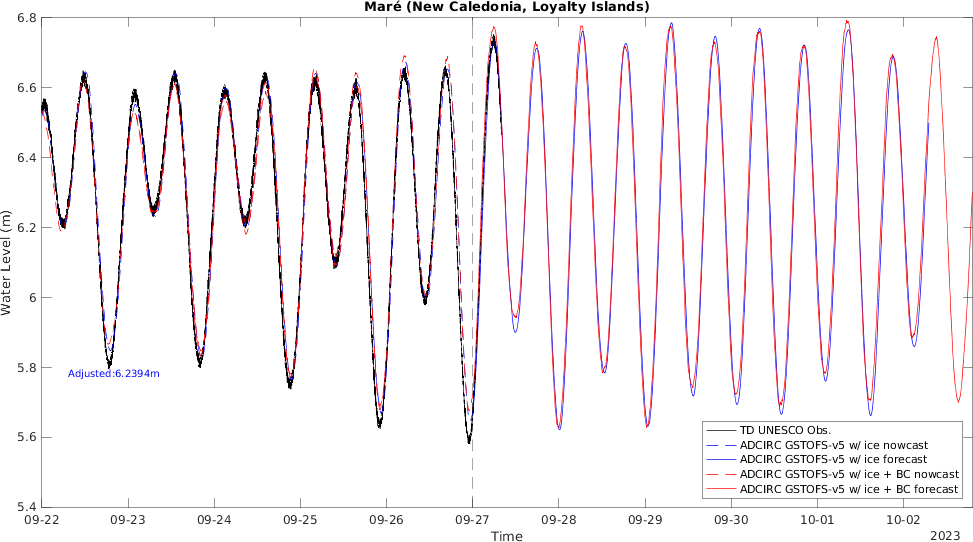 Maré (New Caledonia, Loyalty Islands)
6.8
6.6
6.4
6.2
6
5.8
5.6
5.4
Water Level (m)
Adjusted:6.2394m
TD UNESCO Obs.
ADCIRC GSTOFS-v5 w/ ice nowcast
ADCIRC GSTOFS-v5 w/ ice forecast
ADCIRC GSTOFS-v5 w/ ice + BC nowcast
ADCIRC GSTOFS-v5 w/ ice + BC forecast
09-22 09-23 09-24 09-25 09-26 09-27 09-28 09-29 09-30 10-01 10-02
Time
2023